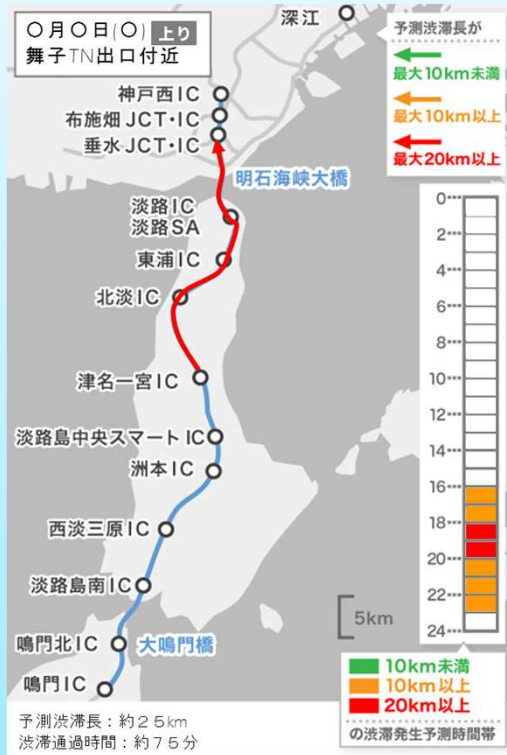 〇月〇日(〇) 上り
舞子TN出口付近
深江
予測渋滞長が
最大10km未満
最大10km以上
最大20km以上
神戸西IC
布施畑JCT・IC
垂水JCT・IC
明石海峡大橋
淡路IC
淡路SA
東浦IC
北淡IC
津名一宮IC
淡路島中央スマートIC
洲本IC
西淡三原IC
淡路島南IC
鳴門北IC
大鳴門橋
鳴門IC
5km
0
2
4
6
8
10
12
14
16
18
20
22
24
10km未満
10km以上
20km以上
の渋滞発生予測時間帯
予測渋滞長：約25km
渋滞通過時間：約75分